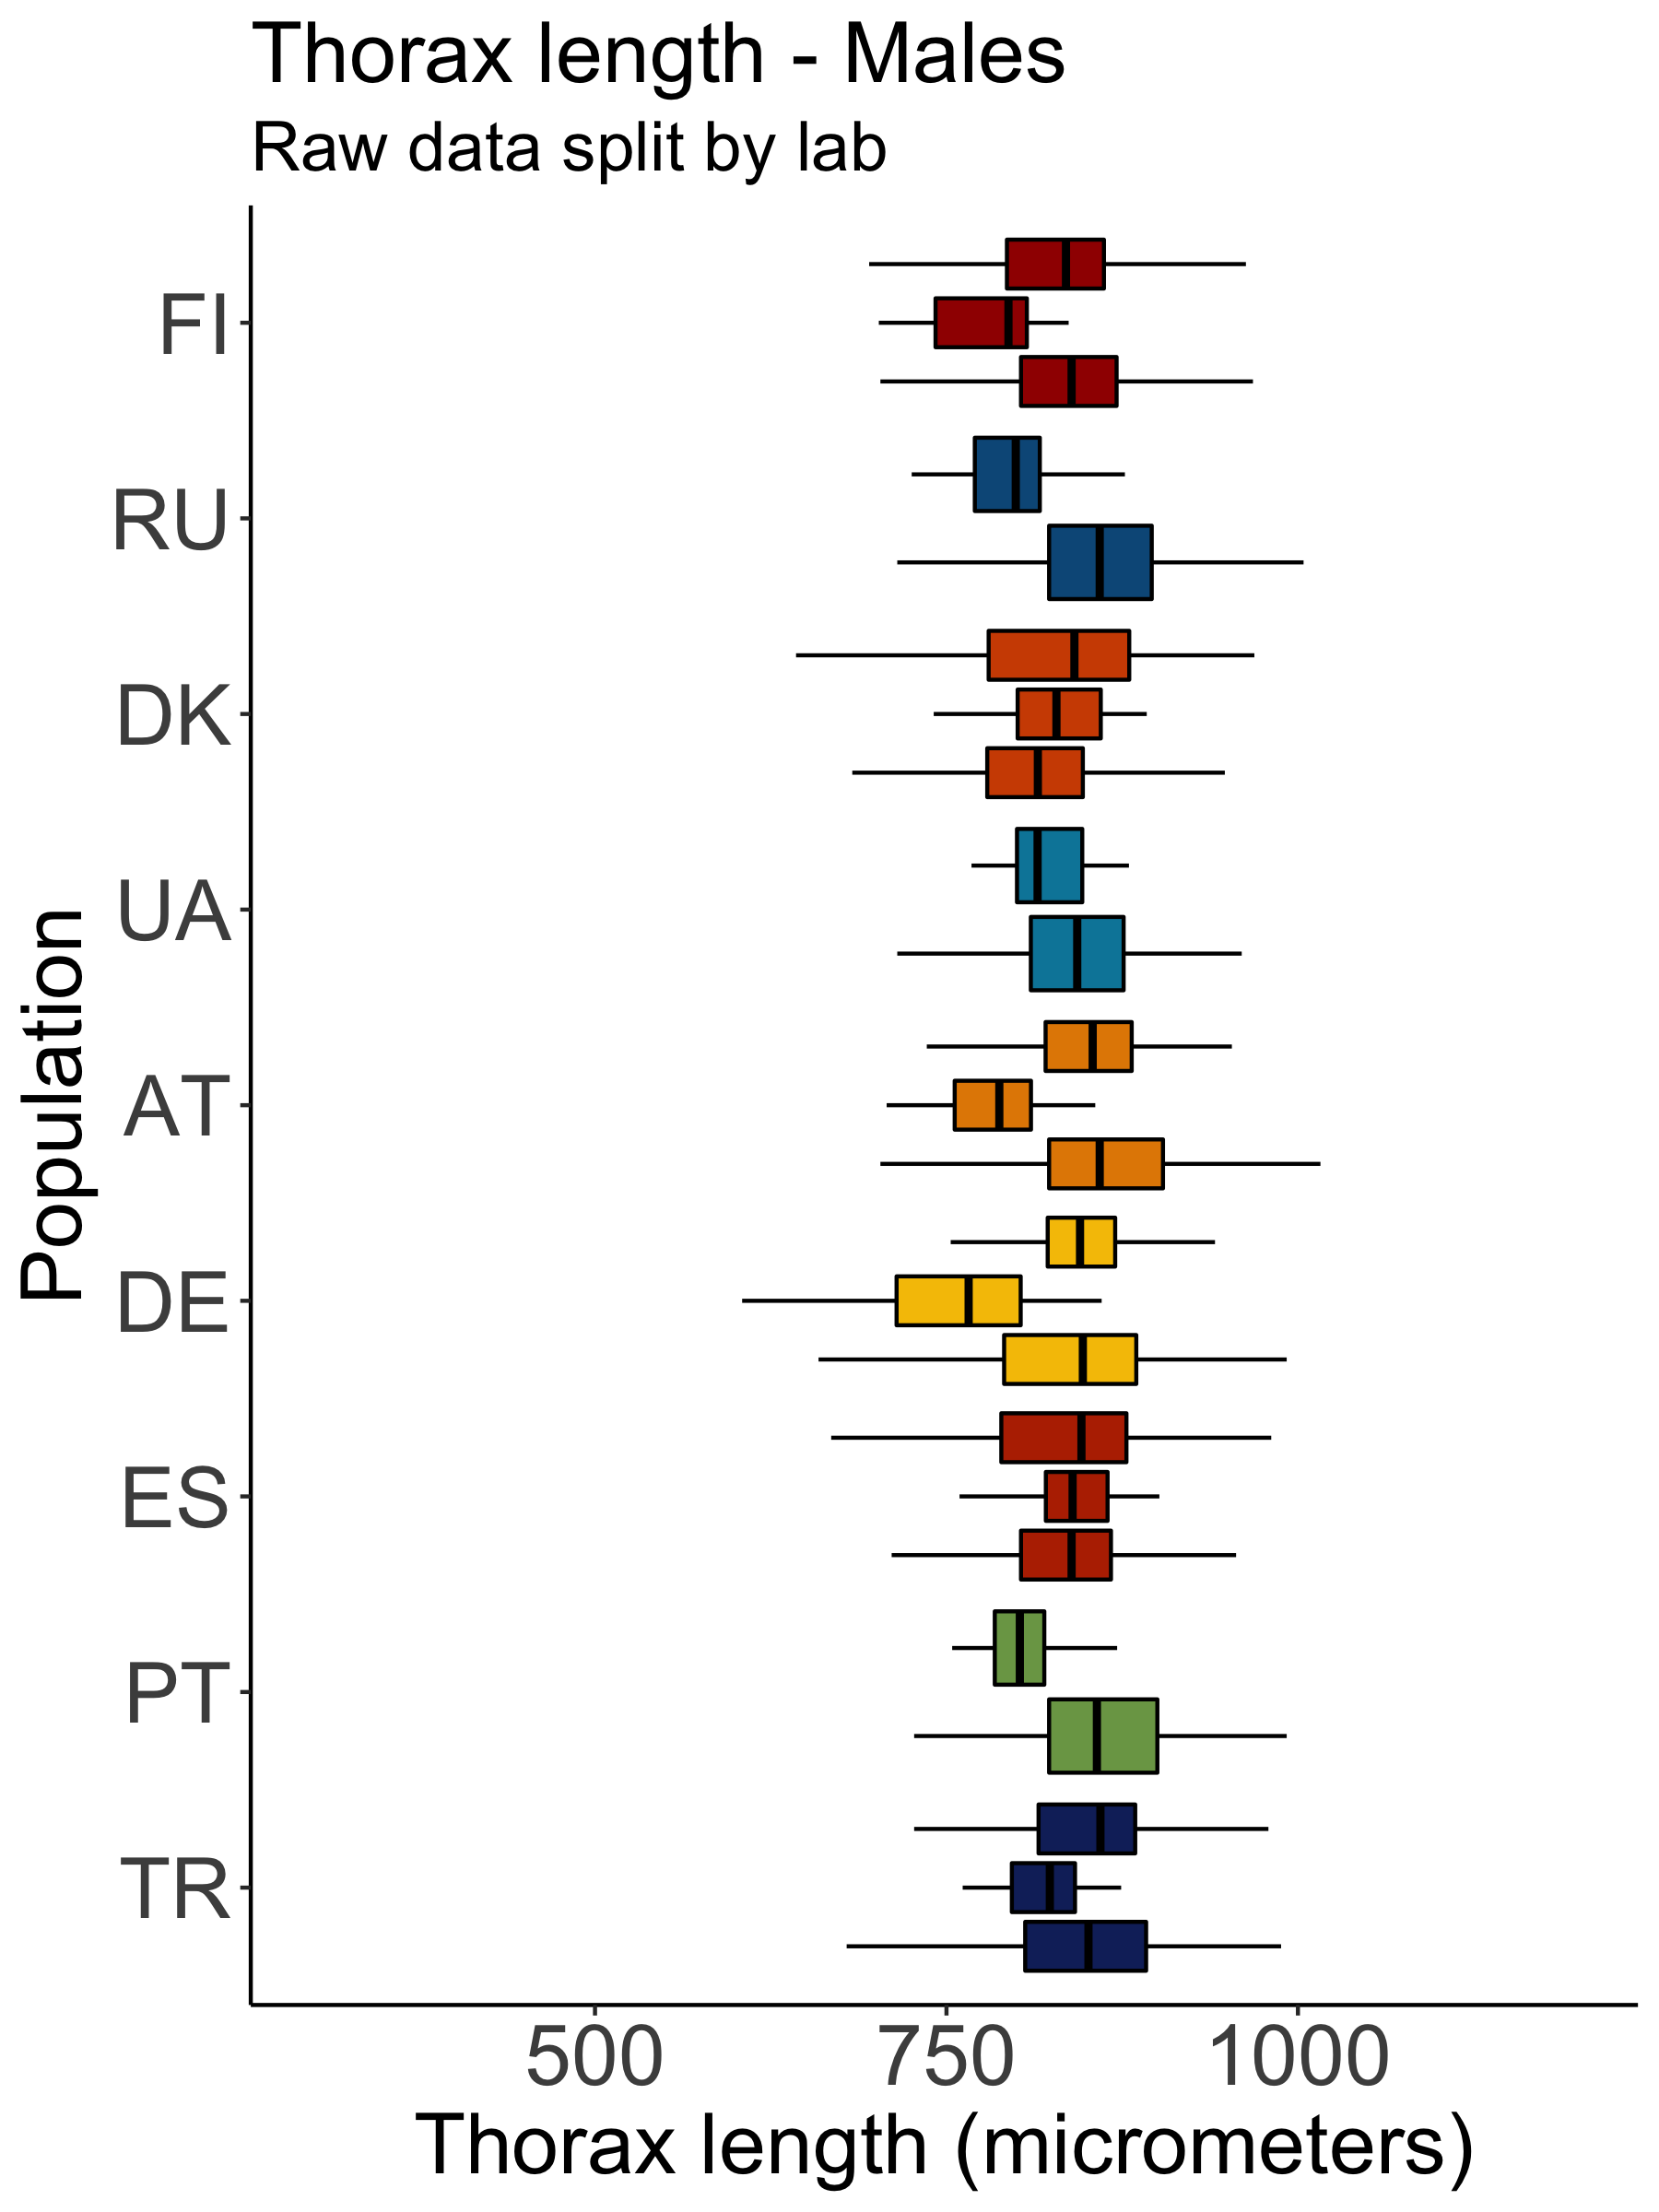 Thorax length - Males
Raw data split by lab
Population
FI
RU
DK
UA
AT
DE
ES
PT
TR
500 750 1000
Thorax length (micrometers)